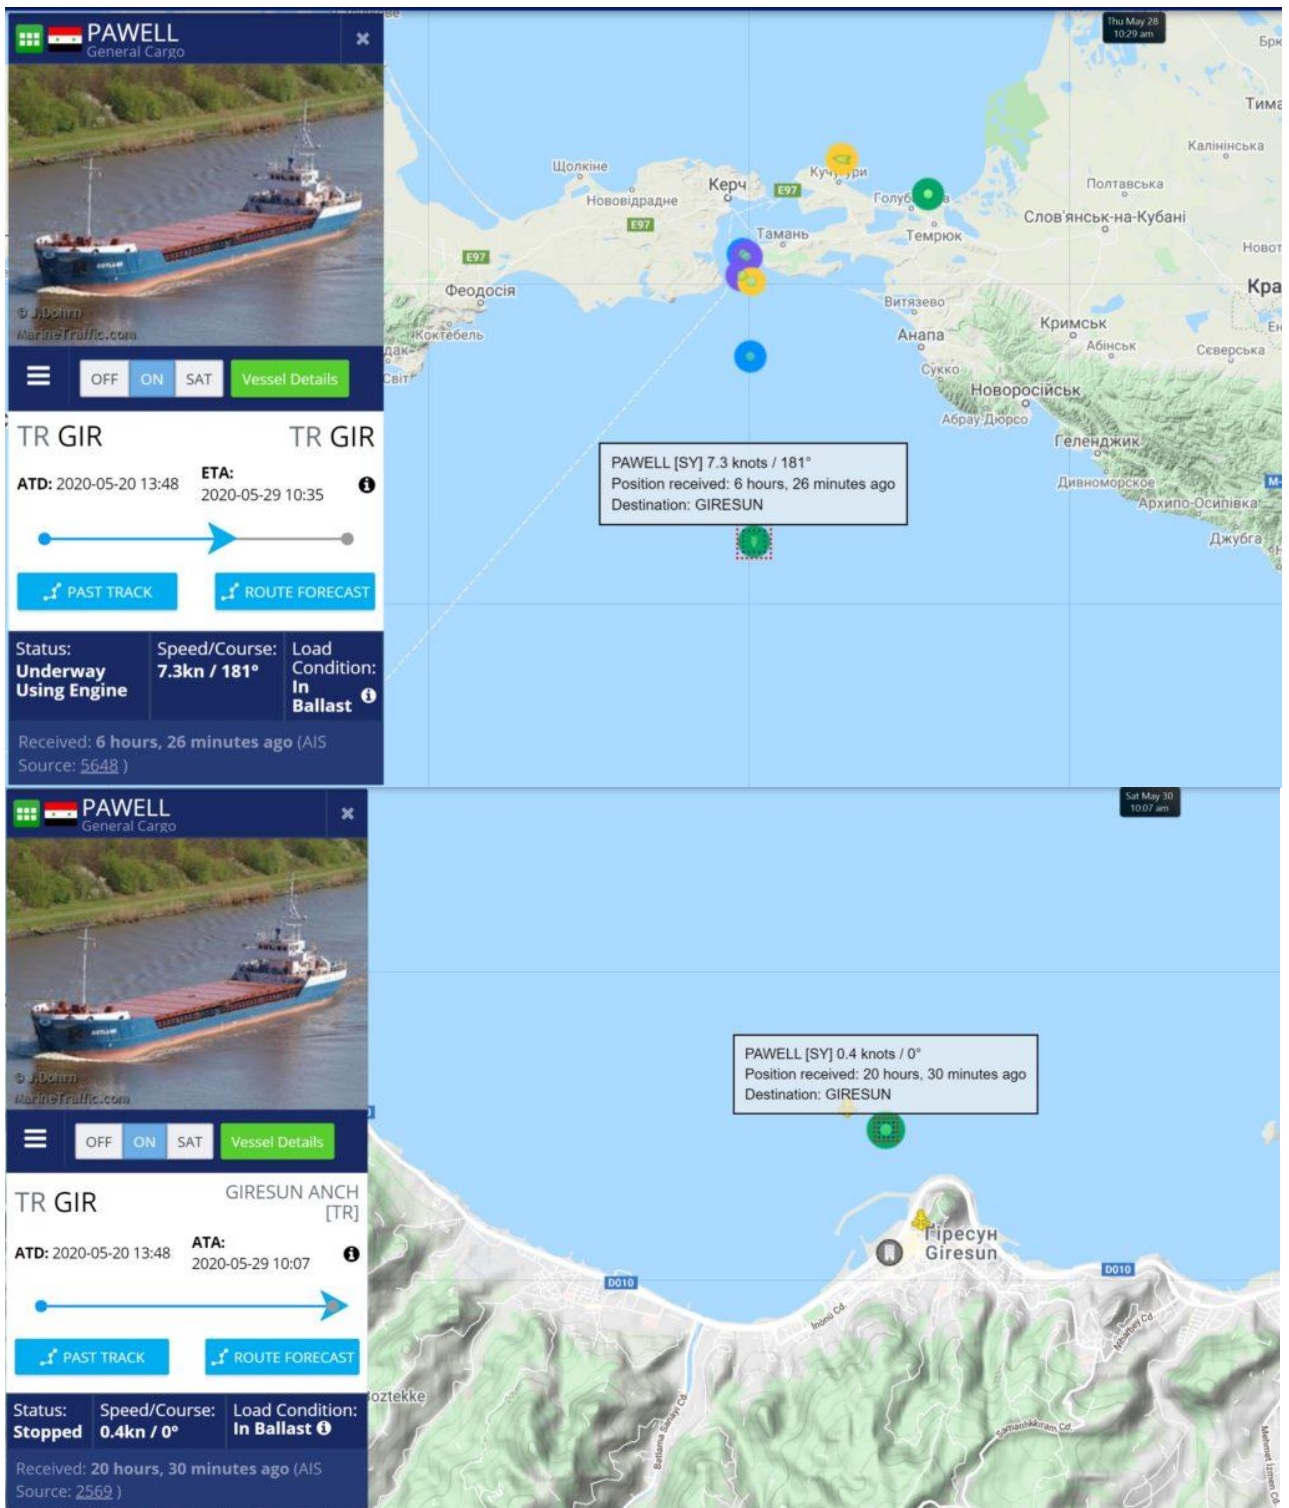 PAWELL
General Cargo
© J.Dohrn
MarineTraffic.com
OFF ON SAT Vessel Details
TR GIR TR GIR
ATD: 2020-05-20 13:48
ETA:
2020-05-29 10:35
PAST TRACK ROUTE FORECAST
Status:
Underway
Using Engine
Speed/Course:
7.3kn / 181°
Load
Condition:
In
Ballast
Received: 6 hours, 26 minutes ago (AIS
Source: 5648 )
Thu May 28
10:29 am
Щолкіне
Нововідрадне
Керч
E97
E97
E97
Феодосія
Коктебель
Тамань
Темрюк
Полтавська
Калінінська
Слов'янськ-на-Кубані
Витязево
Анапа
Сукко
Кримськ
Абінськ
Сєверська
Новоросійськ
Абрау-Дюрсо
Геленджик
Дивноморское
Архипо-Осипівка
Джубга
PAWELL [SY] 7.3 knots / 181°
Position received: 6 hours, 26 minutes ago
Destination: GIRESUN
PAWELL
General Cargo
© J.Dohrn
MarineTraffic.com
OFF ON SAT Vessel Details
TR GIR
GIRESUN ANCH
[TR]
ATD: 2020-05-20 13:48
ATA:
2020-05-29 10:07
PAST TRACK ROUTE FORECAST
Status:
Stopped
Speed/Course:
0.4kn / 0°
Load Condition:
In Ballast
Received: 20 hours, 30 minutes ago (AIS
Source: 2569 )
Sat May 30
10:07 am
PAWELL [SY] 0.4 knots / 0°
Position received: 20 hours, 30 minutes ago
Destination: GIRESUN
Гіресун
Giresun
D010
D010
İnönü Cd.
Batlama Sanayi Cd.